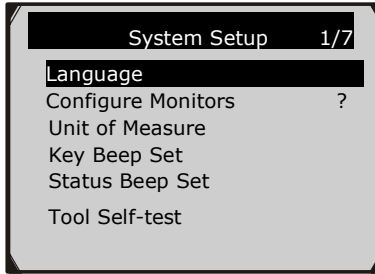 System Setup 1/7
Language
Configure Monitors ?
Unit of Measure
Key Beep Set
Status Beep Set
Tool Self-test